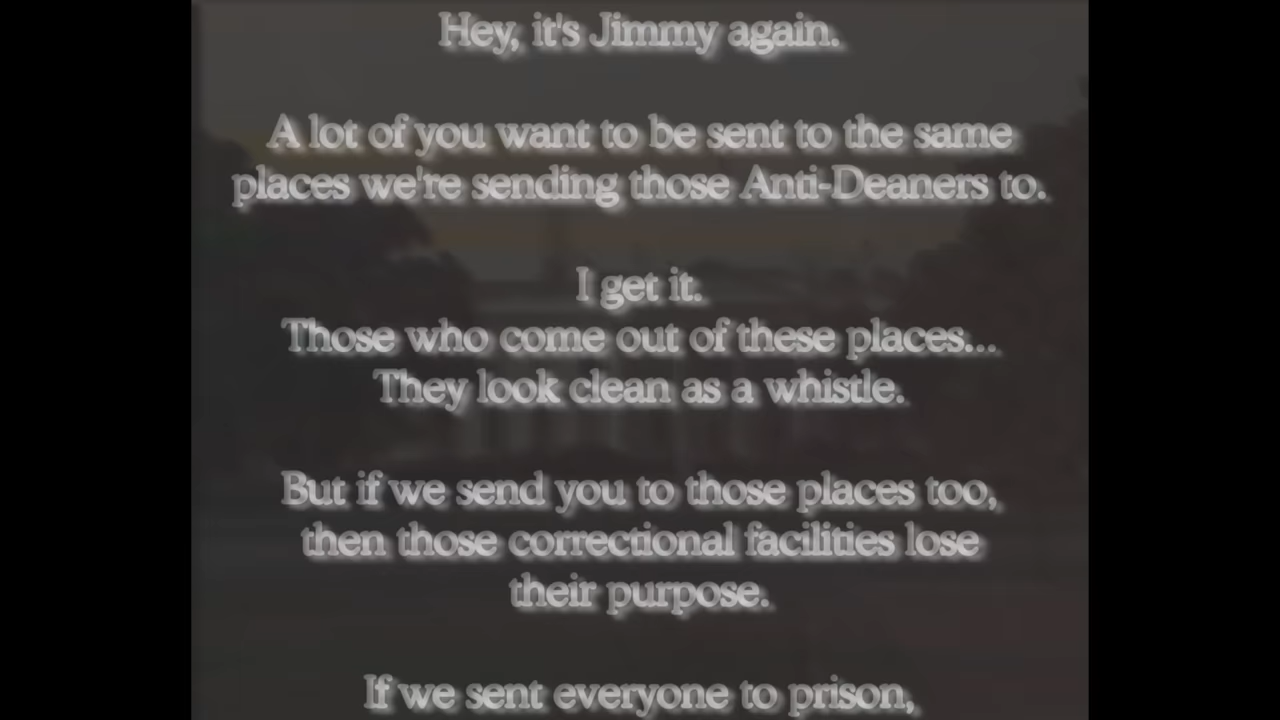 Hey, it's Jimmy again.
A lot of you want to be sent to the same
places we're sending those Anti-Deaners to.
I get it.
Those who come out of these places...
They look clean as a whistle.
But if we send you to those places too,
then those correctional facilities lose
their purpose.
If we sent everyone to prison,